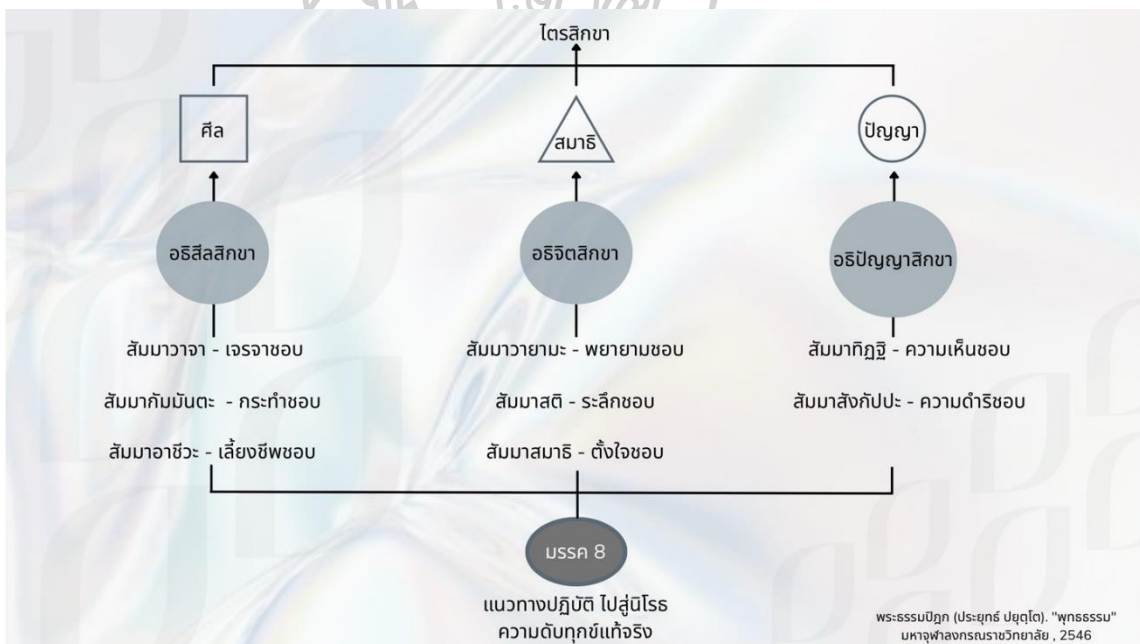 ไตรสิกขา
ศีล
สมาธิ
ปัญญา
อธิสีลสิกขา
อธิจิตสิกขา
อธิปัญญาสิกขา
สัมมาวาจา - เจรจาชอบ
สัมมาวายามะ - พยายามชอบ
สัมมาทิฏฐิ - ความเห็นชอบ
สัมมากัมมันตะ - กระทำชอบ
สัมมาสติ - ระลึกชอบ
สัมมาสังกัปปะ - ความดำริชอบ
สัมมาอาชีวะ - เลี้ยงชีพชอบ
สัมมาสมาธิ - ตั้งใจชอบ
มรรค 8
แนวทางปฏิบัติ ไปสู่นิโรธ
ความดับทุกข์แท้จริง
พระธรรมปิฎก (ประยุทธ์ ปยุตฺโต). "พุทธธรรม"
มหาจุฬาลงกรณราชวิทยาลัย , 2546